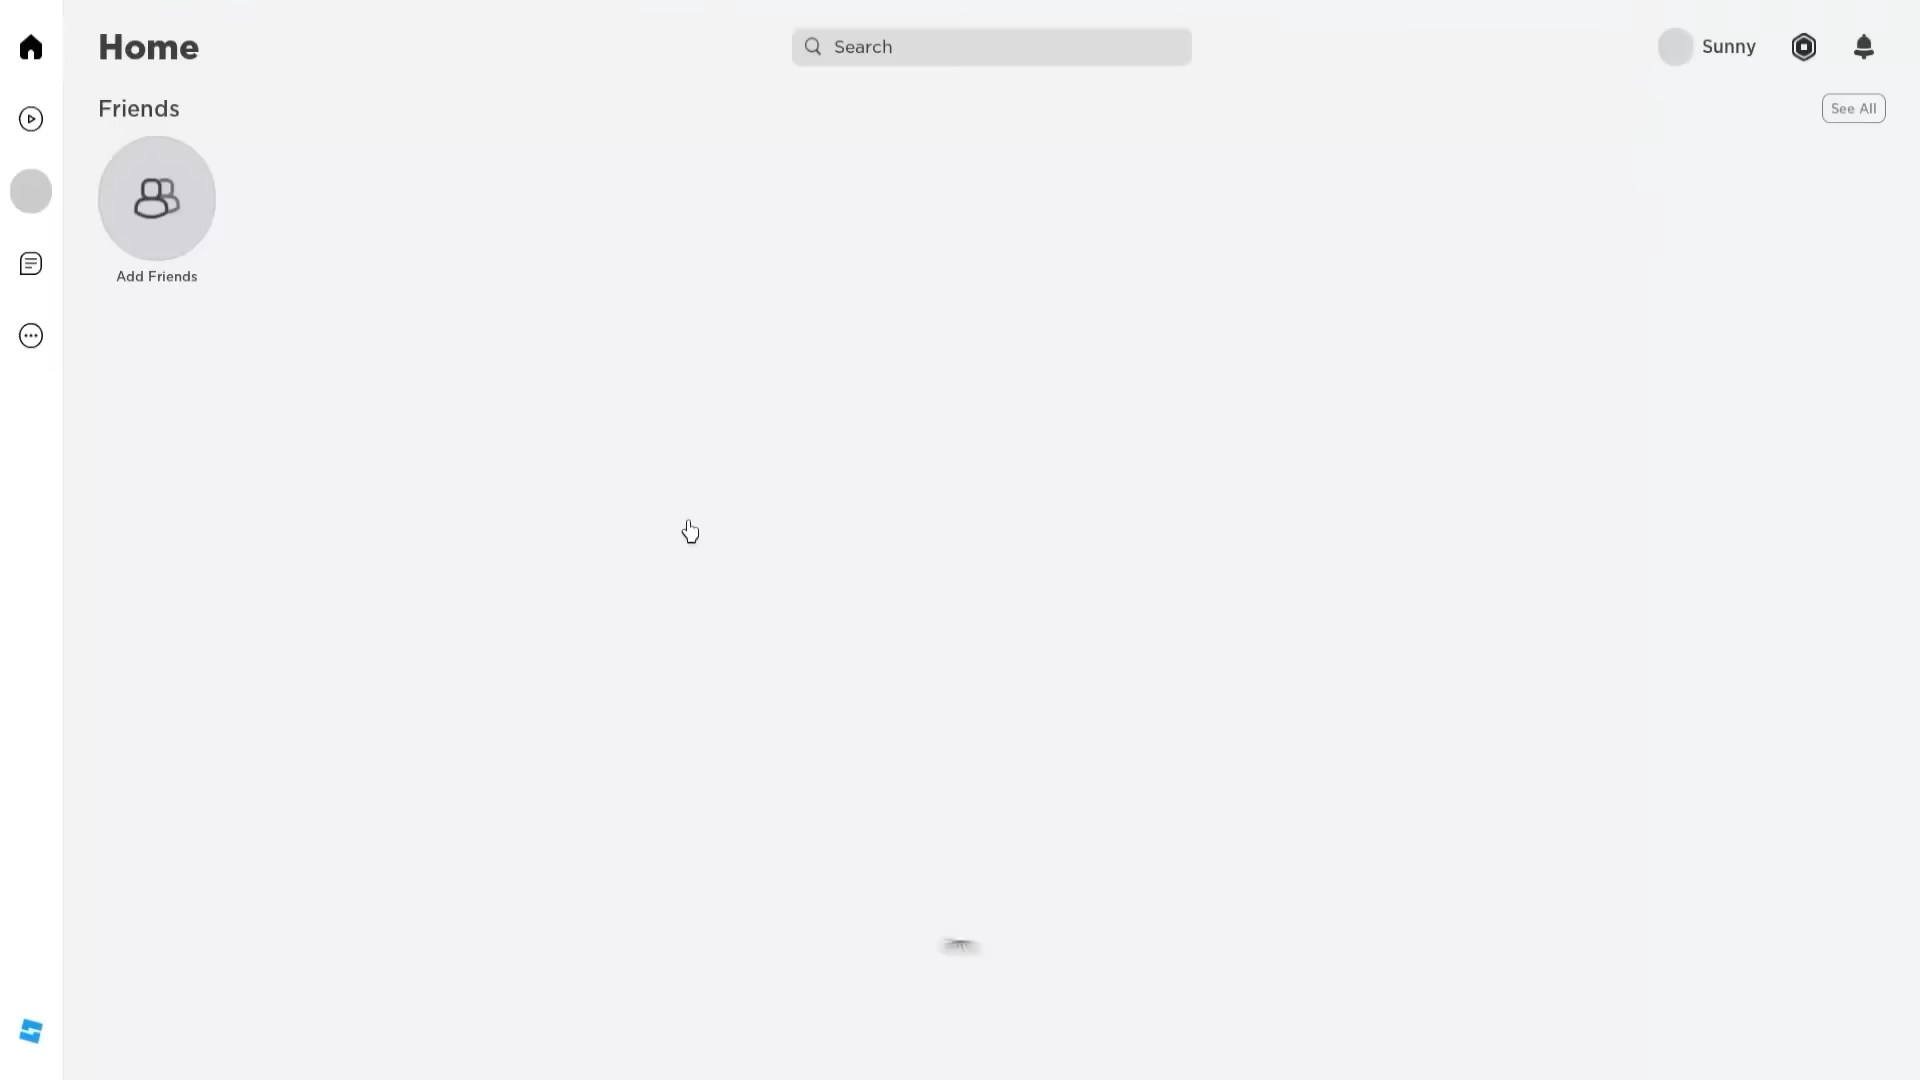 Home
Search
Sunny
Friends
See All
Add Friends